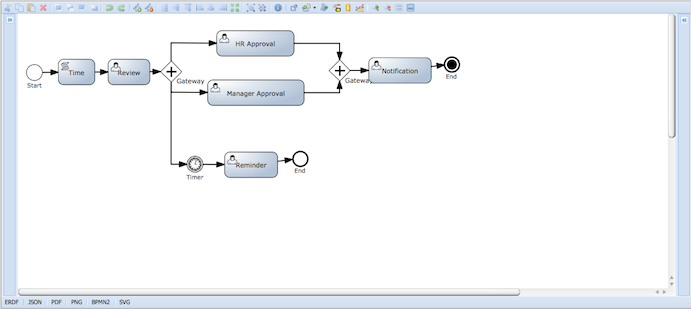 HR Approval
Start
Time
Review
Gateway
Gateway
Notification
End
Manager Approval
Timer
Reminder
End
ERDF JSON PDF PNG BPMN2 SVG